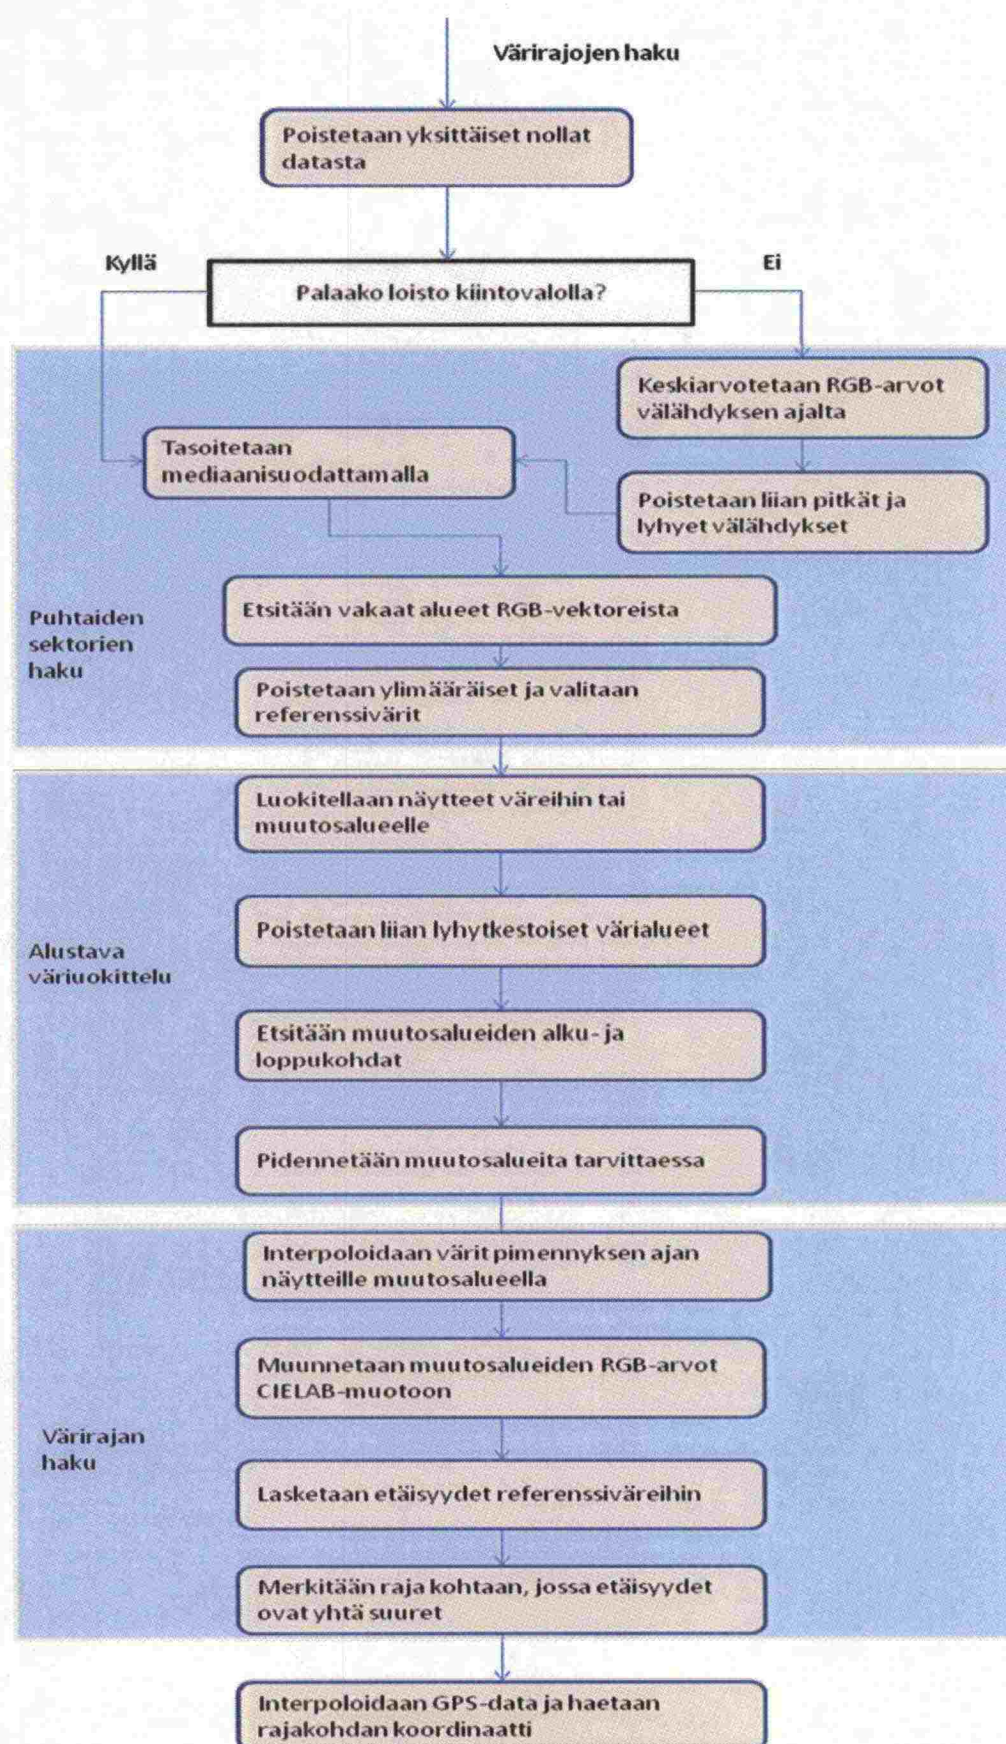 Värirajojen haku
Poistetaan yksittäiset nollat
datasta
Kyllä
Ei
Palaako loisto kiintovalolla?
Keskiarvotetaan RGB-arvot
välähdyksen ajalta
Tasoitetaan
mediaanisuodattamalla
Poistetaan liian pitkät ja
lyhyet välähdykset
Etsitään vakaat alueet RGB-vektoreista
Puhtaiden
sektorien
haku
Poistetaan ylimääräiset ja valitaan
referenssivärit
Luokitellaan näytteet väreihin tai
muutosalueelle
Poistetaan liian lyhytkestoiset värialueet
Alustava
väriuokittelu
Etsitään muutosalueiden alku- ja
loppukohdat
Pidennetään muutosalueita tarvittaessa
Interpoloidaan värit pimennyksen ajan
näytteille muutosalueella
Muunnetaan muutosalueiden RGB-arvot
CIELAB-muotoon
Värirajan
haku
Lasketaan etäisyydet referenssiväreihin
Merkitään raja kohtaan, jossa etäisyydet
ovat yhtä suuret
Interpoloidaan GPS-data ja haetaan
rajakohdan koordinaatti